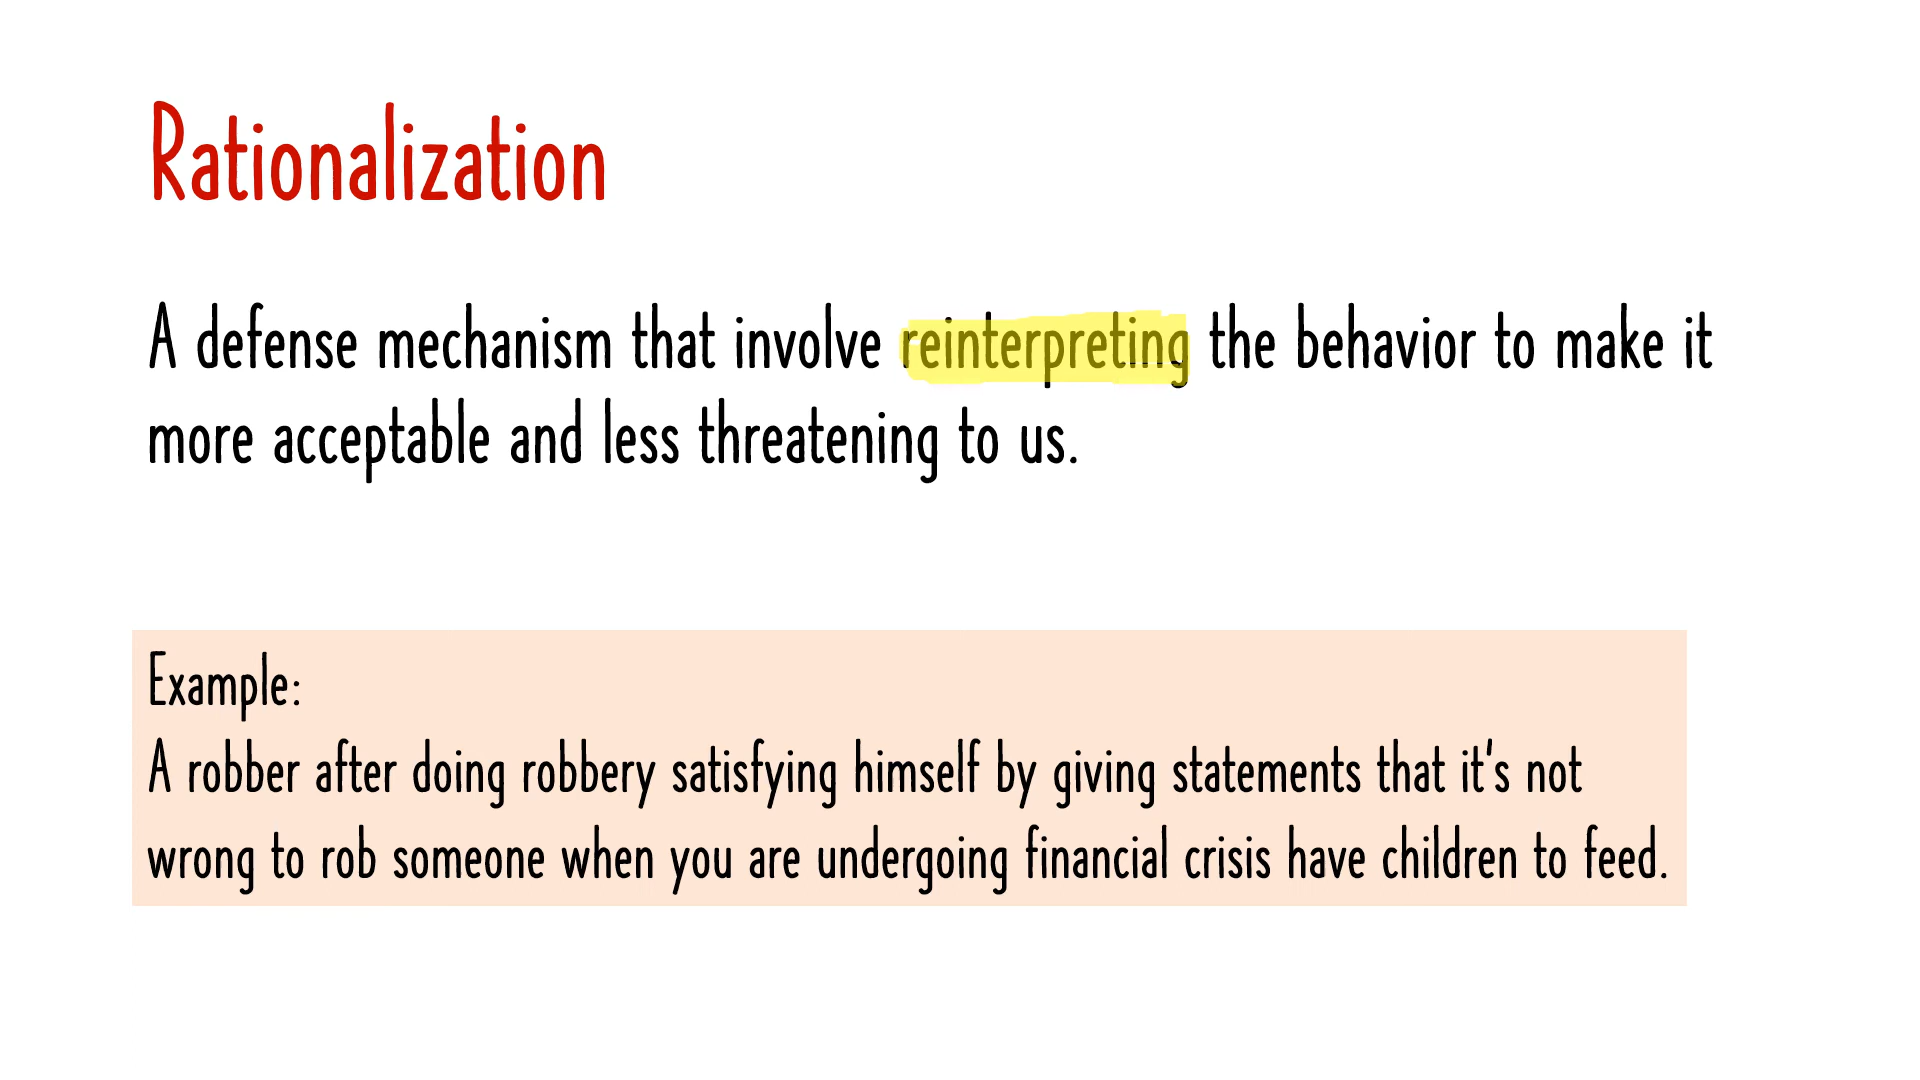 Rationalization
A defense mechanism that involve reinterpreting the behavior to make it
more acceptable and less threatening to us.
Example:
A robber after doing robbery satisfying himself by giving statements that it's not
wrong to rob someone when you are undergoing financial crisis have children to feed.